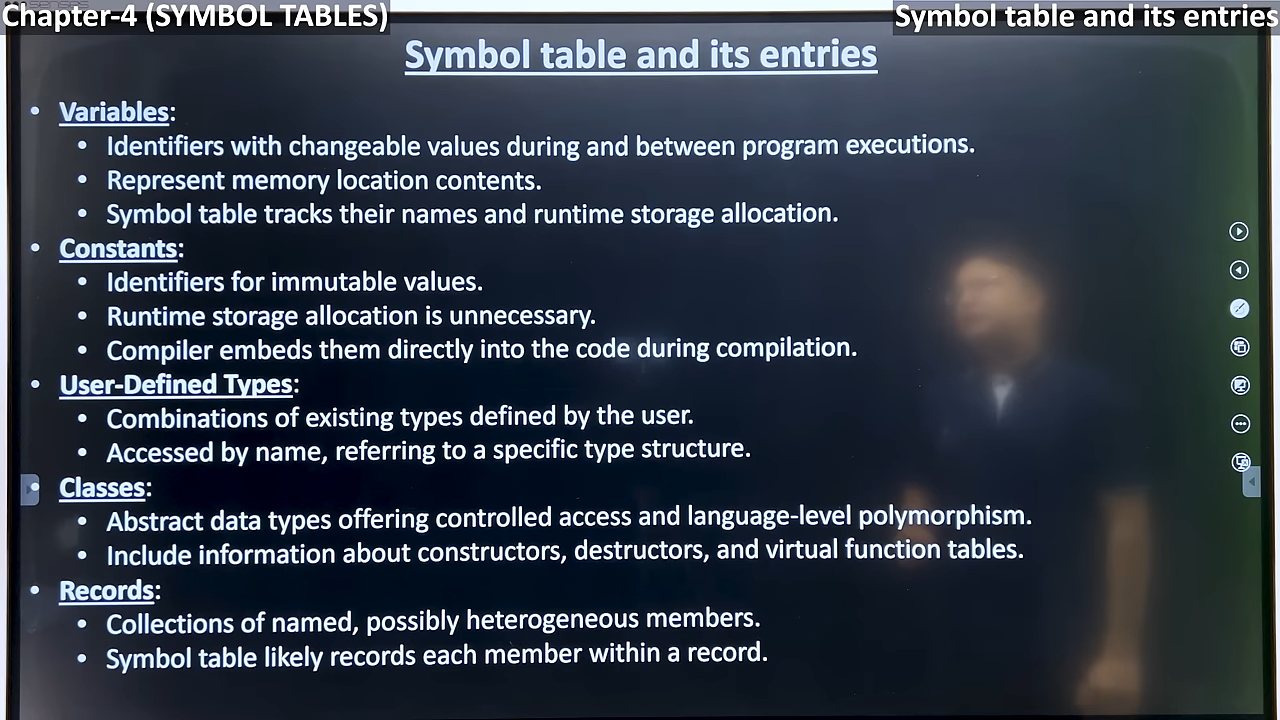 Chapter-4 (SYMBOL TABLES)
Symbol table and its entries
Symbol table and its entries
• Variables:
• Identifiers with changeable values during and between program executions.
• Represent memory location contents.
• Symbol table tracks their names and runtime storage allocation.
• Constants:
• Identifiers for immutable values.
• Runtime storage allocation is unnecessary.
• Compiler embeds them directly into the code during compilation.
• User-Defined Types:
• Combinations of existing types defined by the user.
• Accessed by name, referring to a specific type structure.
• Classes:
• Abstract data types offering controlled access and language-level polymorphism.
• Include information about constructors, destructors, and virtual function tables.
• Records:
• Collections of named, possibly heterogeneous members.
• Symbol table likely records each member within a record.